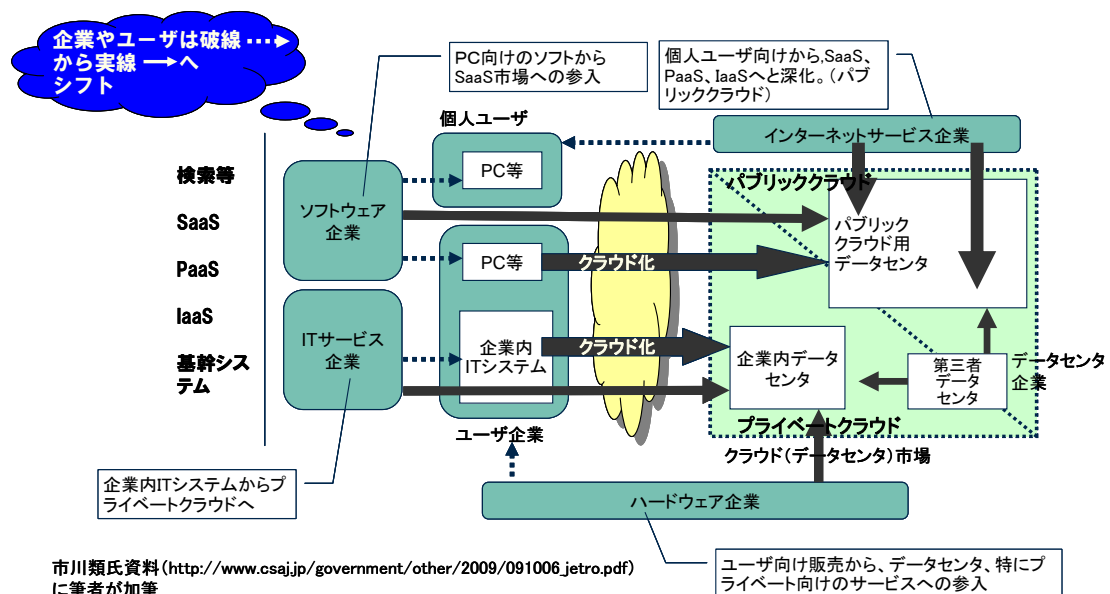 企業やユーザは破線
から実線 へ
シフト
PC向けのソフトから
SaaS市場への参入
個人ユーザ向けから,SaaS、
PaaS、IaaSへと深化。（パブ
リッククラウド）
個人ユーザ
インターネットサービス企業
検索等
SaaS
PaaS
IaaS
基幹シス
テム
ソフトウェア
企業
PC等
パブリッククラウド
パブリック
クラウド用
データセンタ
PC等
クラウド化
ITサービス
企業
企業内
ITシステム
クラウド化
企業内データ
センタ
第三者
データ
センタ
データセンタ
企業
ユーザ企業
プライベートクラウド
クラウド（データセンタ）市場
企業内ITシステムからプ
ライベートクラウドへ
ハードウェア企業
ユーザ向け販売から、データセンタ、特にプ
ライベート向けのサービスへの参入
市川類氏資料（http://www.csaj.jp/government/other/2009/091006_jetro.pdf）
に筆者が加筆